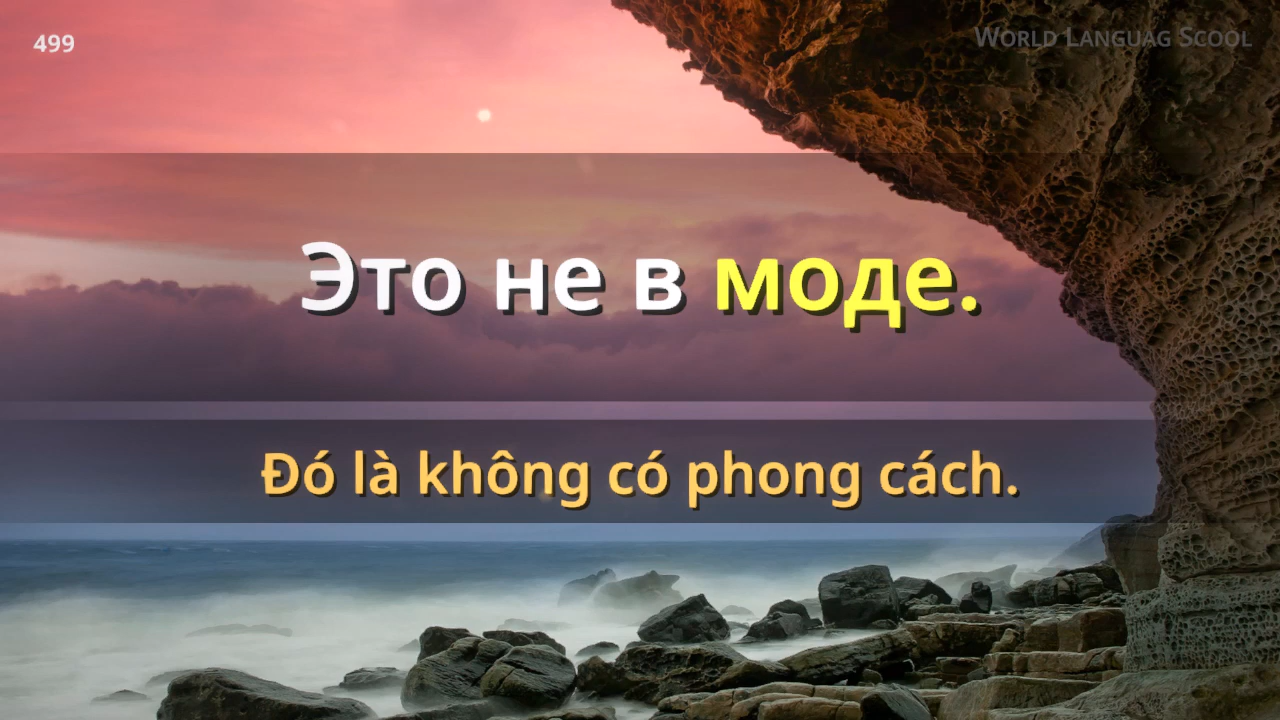 499
World Languag Scool
Это не в моде.
Đó là không có phong cách.